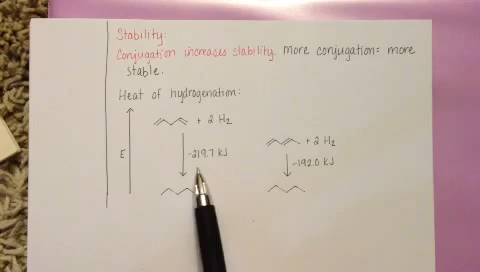 Stability:
Conjugation increases stability. more conjugation = more
stable.
Heat of hydrogenation:
+ 2 H₂
+ 2 H₂
E
-219.7 KJ
-192.0 KJ